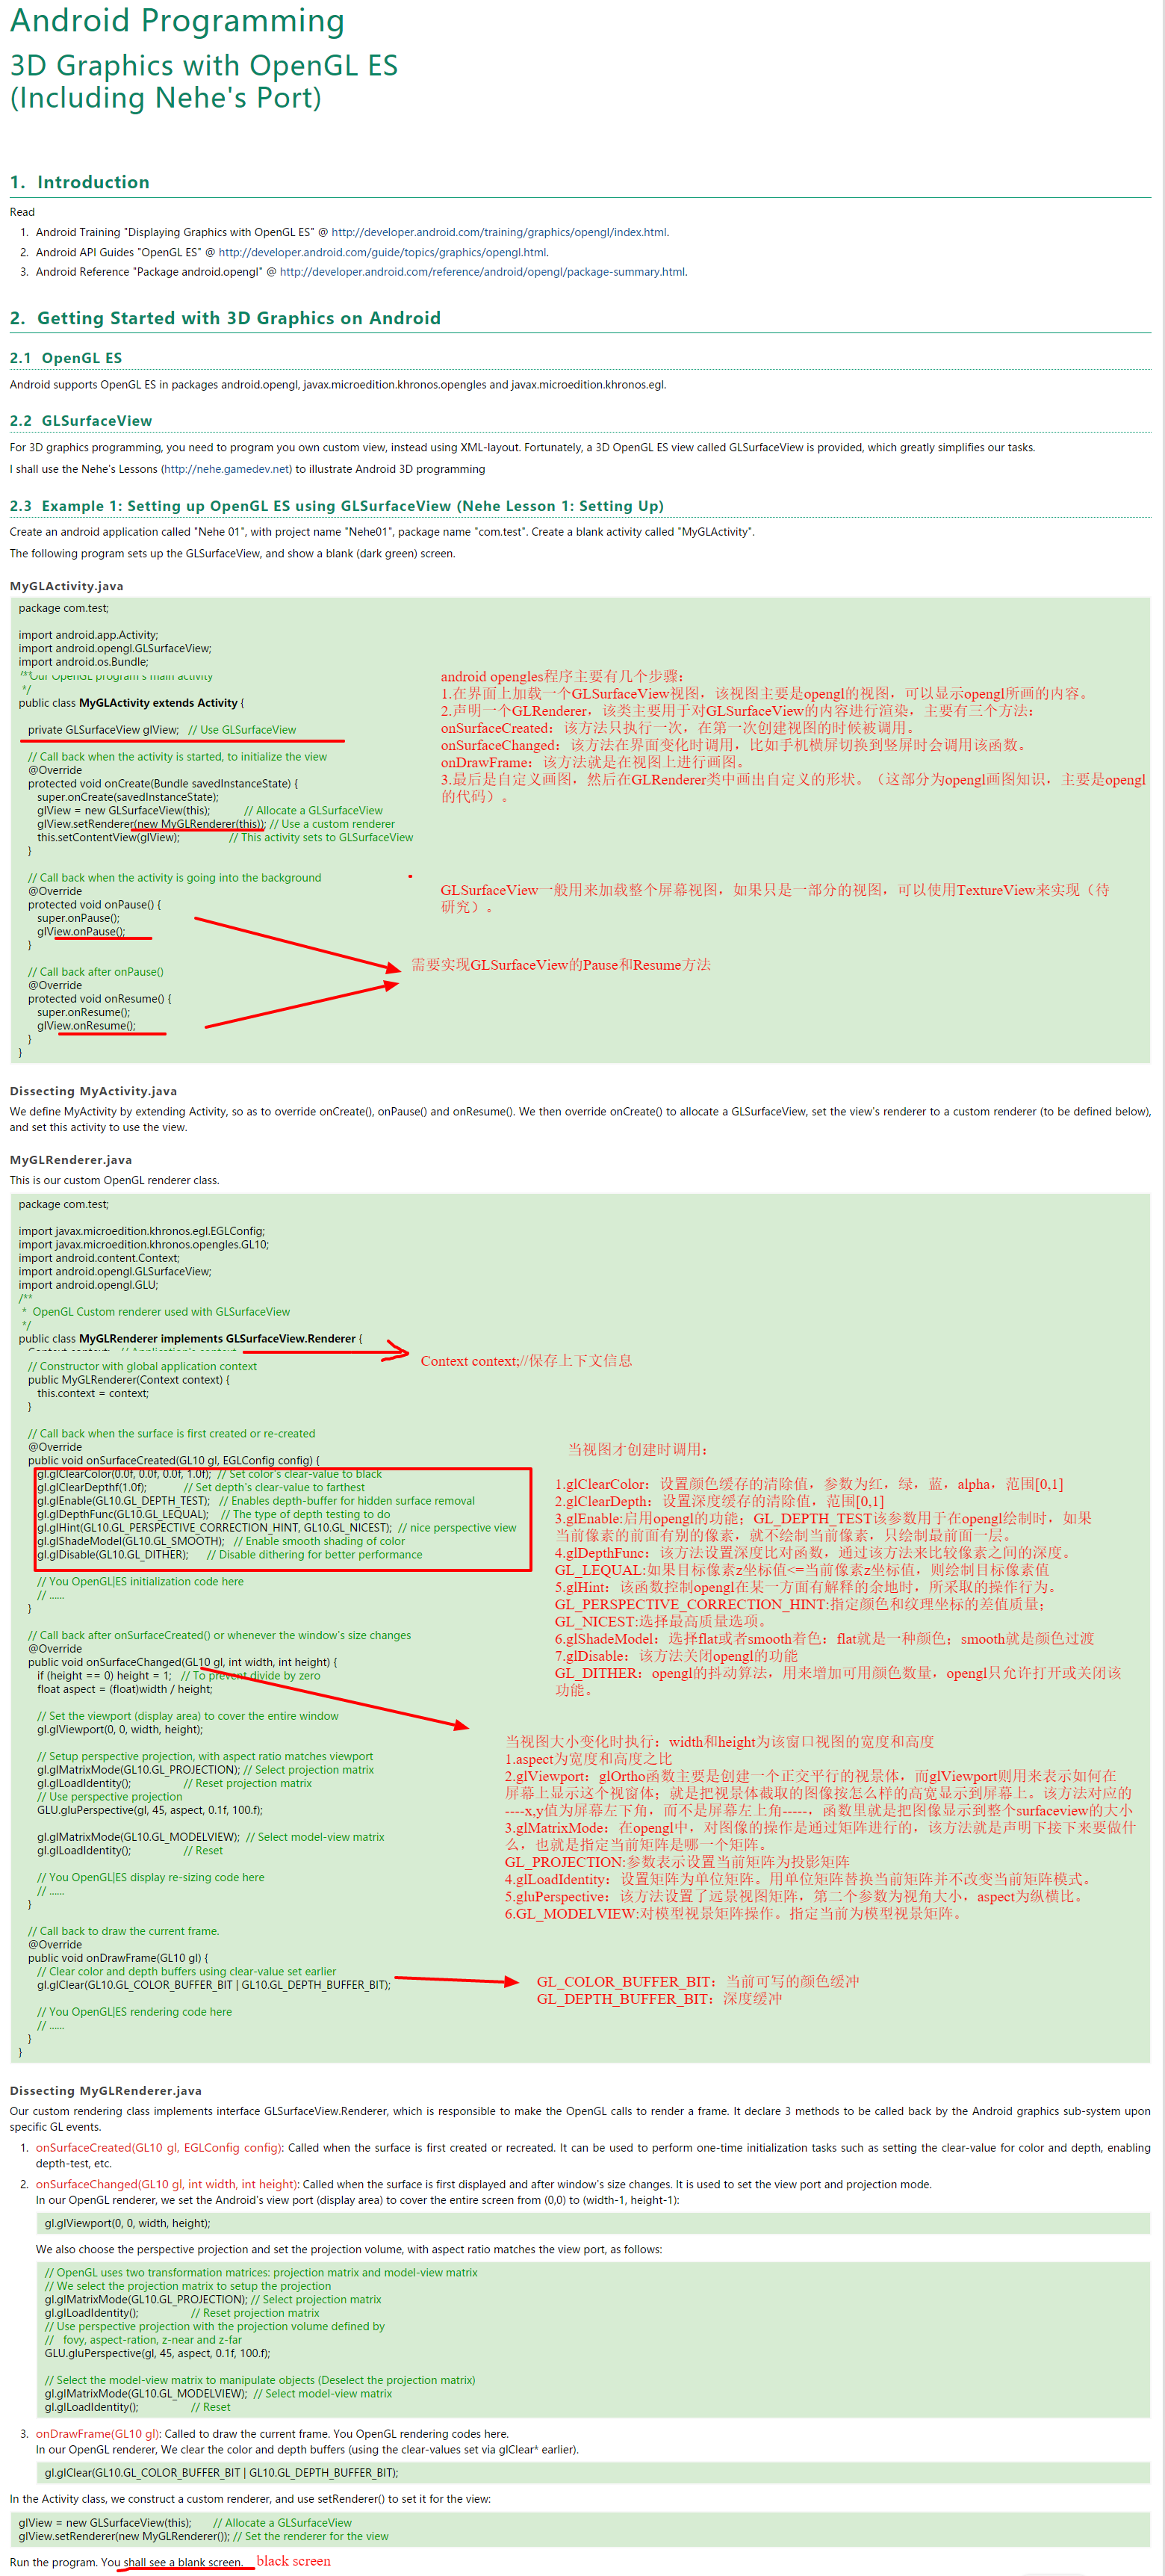 Android Programming
3D Graphics with OpenGL ES
(Including Nehe's Port)
1. Introduction
Read
1. Android Training "Displaying Graphics with OpenGL ES" @ http://developer.android.com/training/graphics/opengl/index.html.
2. Android API Guides "OpenGL ES" @ http://developer.android.com/guide/topics/graphics/opengl.html.
3. Android Reference "Package android.opengl" @ http://developer.android.com/reference/android/opengl/package-summary.html.
2. Getting Started with 3D Graphics on Android
2.1 OpenGL ES
Android supports OpenGL ES in packages android.opengl, javax.microedition.khronos.opengles and javax.microedition.khronos.egl.
2.2 GLSurfaceView
For 3D graphics programming, you need to program you own custom view, instead using XML-layout. Fortunately, a 3D OpenGL ES view called GLSurfaceView is provided, which greatly simplifies our tasks.
I shall use the Nehe's Lessons (http://nehe.gamedev.net) to illustrate Android 3D programming
2.3 Example 1: Setting up OpenGL ES using GLSurfaceView (Nehe Lesson 1: Setting Up)
Create an android application called "Nehe 01", with project name "Nehe01", package name "com.test". Create a blank activity called "MyGLActivity".
The following program sets up the GLSurfaceView, and show a blank (dark green) screen.
MyGLActivity.java
package com.test;
import android.app.Activity;
import android.opengl.GLSurfaceView;
import android.os.Bundle;
/**Our OpenGL program's main activity
*/
public class MyGLActivity extends Activity {
private GLSurfaceView glView; // Use GLSurfaceView
// Call back when the activity is started, to initialize the view
@Override
protected void onCreate(Bundle savedInstanceState) {
super.onCreate(savedInstanceState);
glView = new GLSurfaceView(this); // Allocate a GLSurfaceView
glView.setRenderer(new MyGLRenderer(this)); // Use a custom renderer
this.setContentView(glView); // This activity sets to GLSurfaceView
}
// Call back when the activity is going into the background
@Override
protected void onPause() {
super.onPause();
glView.onPause();
}
// Call back after onPause()
@Override
protected void onResume() {
super.onResume();
glView.onResume();
}
}
android opengles程序主要有几个步骤：
1.在界面上加载一个GLSurfaceView视图，该视图主要是opengl的视图，可以显示opengl所画的内容。
2.声明一个GLRenderer，该类主要用于对GLSurfaceView的内容进行渲染，主要有三个方法：
onSurfaceCreated：该方法只执行一次，在第一次创建视图的时候被调用。
onSurfaceChanged：该方法在界面变化时调用，比如手机横屏切换到竖屏时会调用该函数。
onDrawFrame：该方法就是在视图上进行画图。
3.最后是自定义画图，然后在GLRenderer类中画出自定义的形状。（这部分为opengl画图知识，主要是opengl
的代码）。
GLSurfaceView一般用来加载整个屏幕视图，如果只是一部分的视图，可以使用TextureView来实现（待
研究）。
需要实现GLSurfaceView的Pause和Resume方法
Dissecting MyActivity.java
We define MyActivity by extending Activity, so as to override onCreate(), onPause() and onResume(). We then override onCreate() to allocate a GLSurfaceView, set the view's renderer to a custom renderer (to be defined below),
and set this activity to use the view.
MyGLRenderer.java
This is our custom OpenGL renderer class.
package com.test;
import javax.microedition.khronos.egl.EGLConfig;
import javax.microedition.khronos.opengles.GL10;
import android.content.Context;
import android.opengl.GLSurfaceView;
import android.opengl.GLU;
/**
* OpenGL Custom renderer used with GLSurfaceView
*/
public class MyGLRenderer implements GLSurfaceView.Renderer {
Context context; // Application's context
// Constructor with global application context
public MyGLRenderer(Context context) {
this.context = context;
}
// Call back when the surface is first created or re-created
@Override
public void onSurfaceCreated(GL10 gl, EGLConfig config) {
gl.glClearColor(0.0f, 0.0f, 0.0f, 1.0f); // Set color's clear-value to black
gl.glClearDepthf(1.0f); // Set depth's clear-value to farthest
gl.glEnable(GL10.GL_DEPTH_TEST); // Enables depth-buffer for hidden surface removal
gl.glDepthFunc(GL10.GL_LEQUAL); // The type of depth testing to do
gl.glHint(GL10.GL_PERSPECTIVE_CORRECTION_HINT, GL10.GL_NICEST); // nice perspective view
gl.glShadeModel(GL10.GL_SMOOTH); // Enable smooth shading of color
gl.glDisable(GL10.GL_DITHER); // Disable dithering for better performance
// You OpenGL|ES initialization code here
// ......
}
// Call back after onSurfaceCreated() or whenever the window's size changes
@Override
public void onSurfaceChanged(GL10 gl, int width, int height) {
if (height == 0) height = 1; // To prevent divide by zero
float aspect = (float)width / height;
// Set the viewport (display area) to cover the entire window
gl.glViewport(0, 0, width, height);
// Setup perspective projection, with aspect ratio matches viewport
gl.glMatrixMode(GL10.GL_PROJECTION); // Select projection matrix
gl.glLoadIdentity(); // Reset projection matrix
// Use perspective projection
GLU.gluPerspective(gl, 45, aspect, 0.1f, 100.f);
gl.glMatrixMode(GL10.GL_MODELVIEW); // Select model-view matrix
gl.glLoadIdentity(); // Reset
// You OpenGL|ES display re-sizing code here
// ......
}
// Call back to draw the current frame.
@Override
public void onDrawFrame(GL10 gl) {
// Clear color and depth buffers using clear-value set earlier
gl.glClear(GL10.GL_COLOR_BUFFER_BIT | GL10.GL_DEPTH_BUFFER_BIT);
// You OpenGL|ES rendering code here
// ......
}
}
Context context;//保存上下文信息
当视图才创建时调用：
1.glClearColor：设置颜色缓存的清除值，参数为红，绿，蓝，alpha，范围[0,1]
2.glClearDepth：设置深度缓存的清除值，范围[0,1]
3.glEnable:启用opengl的功能；GL_DEPTH_TEST该参数用于在opengl绘制时，如果
当前像素的前面有别的像素，就不绘制当前像素，只绘制最前面一层。
4.glDepthFunc：该方法设置深度比对函数，通过该方法来比较像素之间的深度。
GL_LEQUAL:如果目标像素z坐标值<=当前像素z坐标值，则绘制目标像素值
5.glHint：该函数控制opengl在某一方面有解释的余地时，所采取的操作行为。
GL_PERSPECTIVE_CORRECTION_HINT:指定颜色和纹理坐标的差值质量；
GL_NICEST:选择最高质量选项。
6.glShadeModel：选择flat或者smooth着色：flat就是一种颜色；smooth就是颜色过渡
7.glDisable：该方法关闭opengl的功能
GL_DITHER：opengl的抖动算法，用来增加可用颜色数量，opengl只允许打开或关闭该
功能。
当视图大小变化时执行：width和height为该窗口视图的宽度和高度
1.aspect为宽度和高度之比
2.glViewport：glOrtho函数主要是创建一个正交平行的视景体，而glViewport则用来表示如何在
屏幕上显示这个视窗体；就是把视景体截取的图像按怎么样的高宽显示到屏幕上。该方法对应的
----x,y值为屏幕左下角，而不是屏幕左上角-----，函数里就是把图像显示到整个surfaceview的大小
3.glMatrixMode：在opengl中，对图像的操作是通过矩阵进行的，该方法就是声明下接下来要做什
么，也就是指定当前矩阵是哪一个矩阵。
GL_PROJECTION:参数表示设置当前矩阵为投影矩阵
4.glLoadIdentity：设置矩阵为单位矩阵。用单位矩阵替换当前矩阵并不改变当前矩阵模式。
5.gluPerspective：该方法设置了远景视图矩阵，第二个参数为视角大小，aspect为纵横比。
6.GL_MODELVIEW:对模型视景矩阵操作。指定当前为模型视景矩阵。
GL_COLOR_BUFFER_BIT：当前可写的颜色缓冲
GL_DEPTH_BUFFER_BIT：深度缓冲
Dissecting MyGLRenderer.java
Our custom rendering class implements interface GLSurfaceView.Renderer, which is responsible to make the OpenGL calls to render a frame. It declare 3 methods to be called back by the Android graphics sub-system upon
specific GL events.
1. onSurfaceCreated(GL10 gl, EGLConfig config): Called when the surface is first created or recreated. It can be used to perform one-time initialization tasks such as setting the clear-value for color and depth, enabling
depth-test, etc.
2. onSurfaceChanged(GL10 gl, int width, int height): Called when the surface is first displayed and after window's size changes. It is used to set the view port and projection mode.
In our OpenGL renderer, we set the Android's view port (display area) to cover the entire screen from (0,0) to (width-1, height-1):
gl.glViewport(0, 0, width, height);
We also choose the perspective projection and set the projection volume, with aspect ratio matches the view port, as follows:
// OpenGL uses two transformation matrices: projection matrix and model-view matrix
// We select the projection matrix to setup the projection
gl.glMatrixMode(GL10.GL_PROJECTION); // Select projection matrix
gl.glLoadIdentity(); // Reset projection matrix
// Use perspective projection with the projection volume defined by
// fovy, aspect-ration, z-near and z-far
GLU.gluPerspective(gl, 45, aspect, 0.1f, 100.f);
// Select the model-view matrix to manipulate objects (Deselect the projection matrix)
gl.glMatrixMode(GL10.GL_MODELVIEW); // Select model-view matrix
gl.glLoadIdentity(); // Reset
3. onDrawFrame(GL10 gl): Called to draw the current frame. You OpenGL rendering codes here.
In our OpenGL renderer, We clear the color and depth buffers (using the clear-values set via glClear* earlier).
gl.glClear(GL10.GL_COLOR_BUFFER_BIT | GL10.GL_DEPTH_BUFFER_BIT);
In the Activity class, we construct a custom renderer, and use setRenderer() to set it for the view:
glView = new GLSurfaceView(this); // Allocate a GLSurfaceView
glView.setRenderer(new MyGLRenderer()); // Set the renderer for the view
Run the program. You shall see a blank screen. black screen